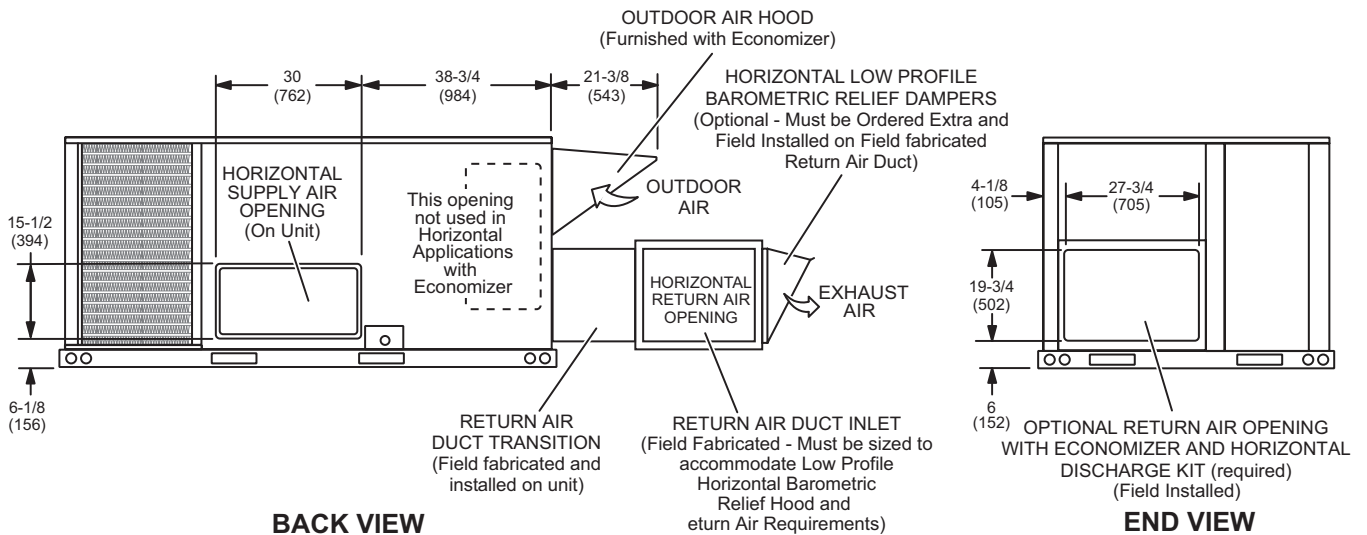 OUTDOOR AIR HOOD
(Furnished with Economizer)
30
(762)
38-3/4
(984)
21-3/8
(543)
HORIZONTAL LOW PROFILE
BAROMETRIC RELIEF DAMPERS
(Optional - Must be Ordered Extra and
Field Installed on Field fabricated
Return Air Duct)
HORIZONTAL
SUPPLY AIR
OPENING
(On Unit)
This opening
not used in
Horizontal
Applications
with
Economizer
OUTDOOR
AIR
15-1/2
(394)
HORIZONTAL
RETURN AIR
OPENING
EXHAUST
AIR
6-1/8
(156)
RETURN AIR
DUCT TRANSITION
(Field fabricated and
installed on unit)
RETURN AIR DUCT INLET
(Field Fabricated - Must be sized to
accommodate Low Profile
Horizontal Barometric
Relief Hood and
eturn Air Requirements)
BACK VIEW
4-1/8
(105)
27-3/4
(705)
19-3/4
(502)
6
(152)
OPTIONAL RETURN AIR OPENING
WITH ECONOMIZER AND HORIZONTAL
DISCHARGE KIT (required)
(Field Installed)
END VIEW